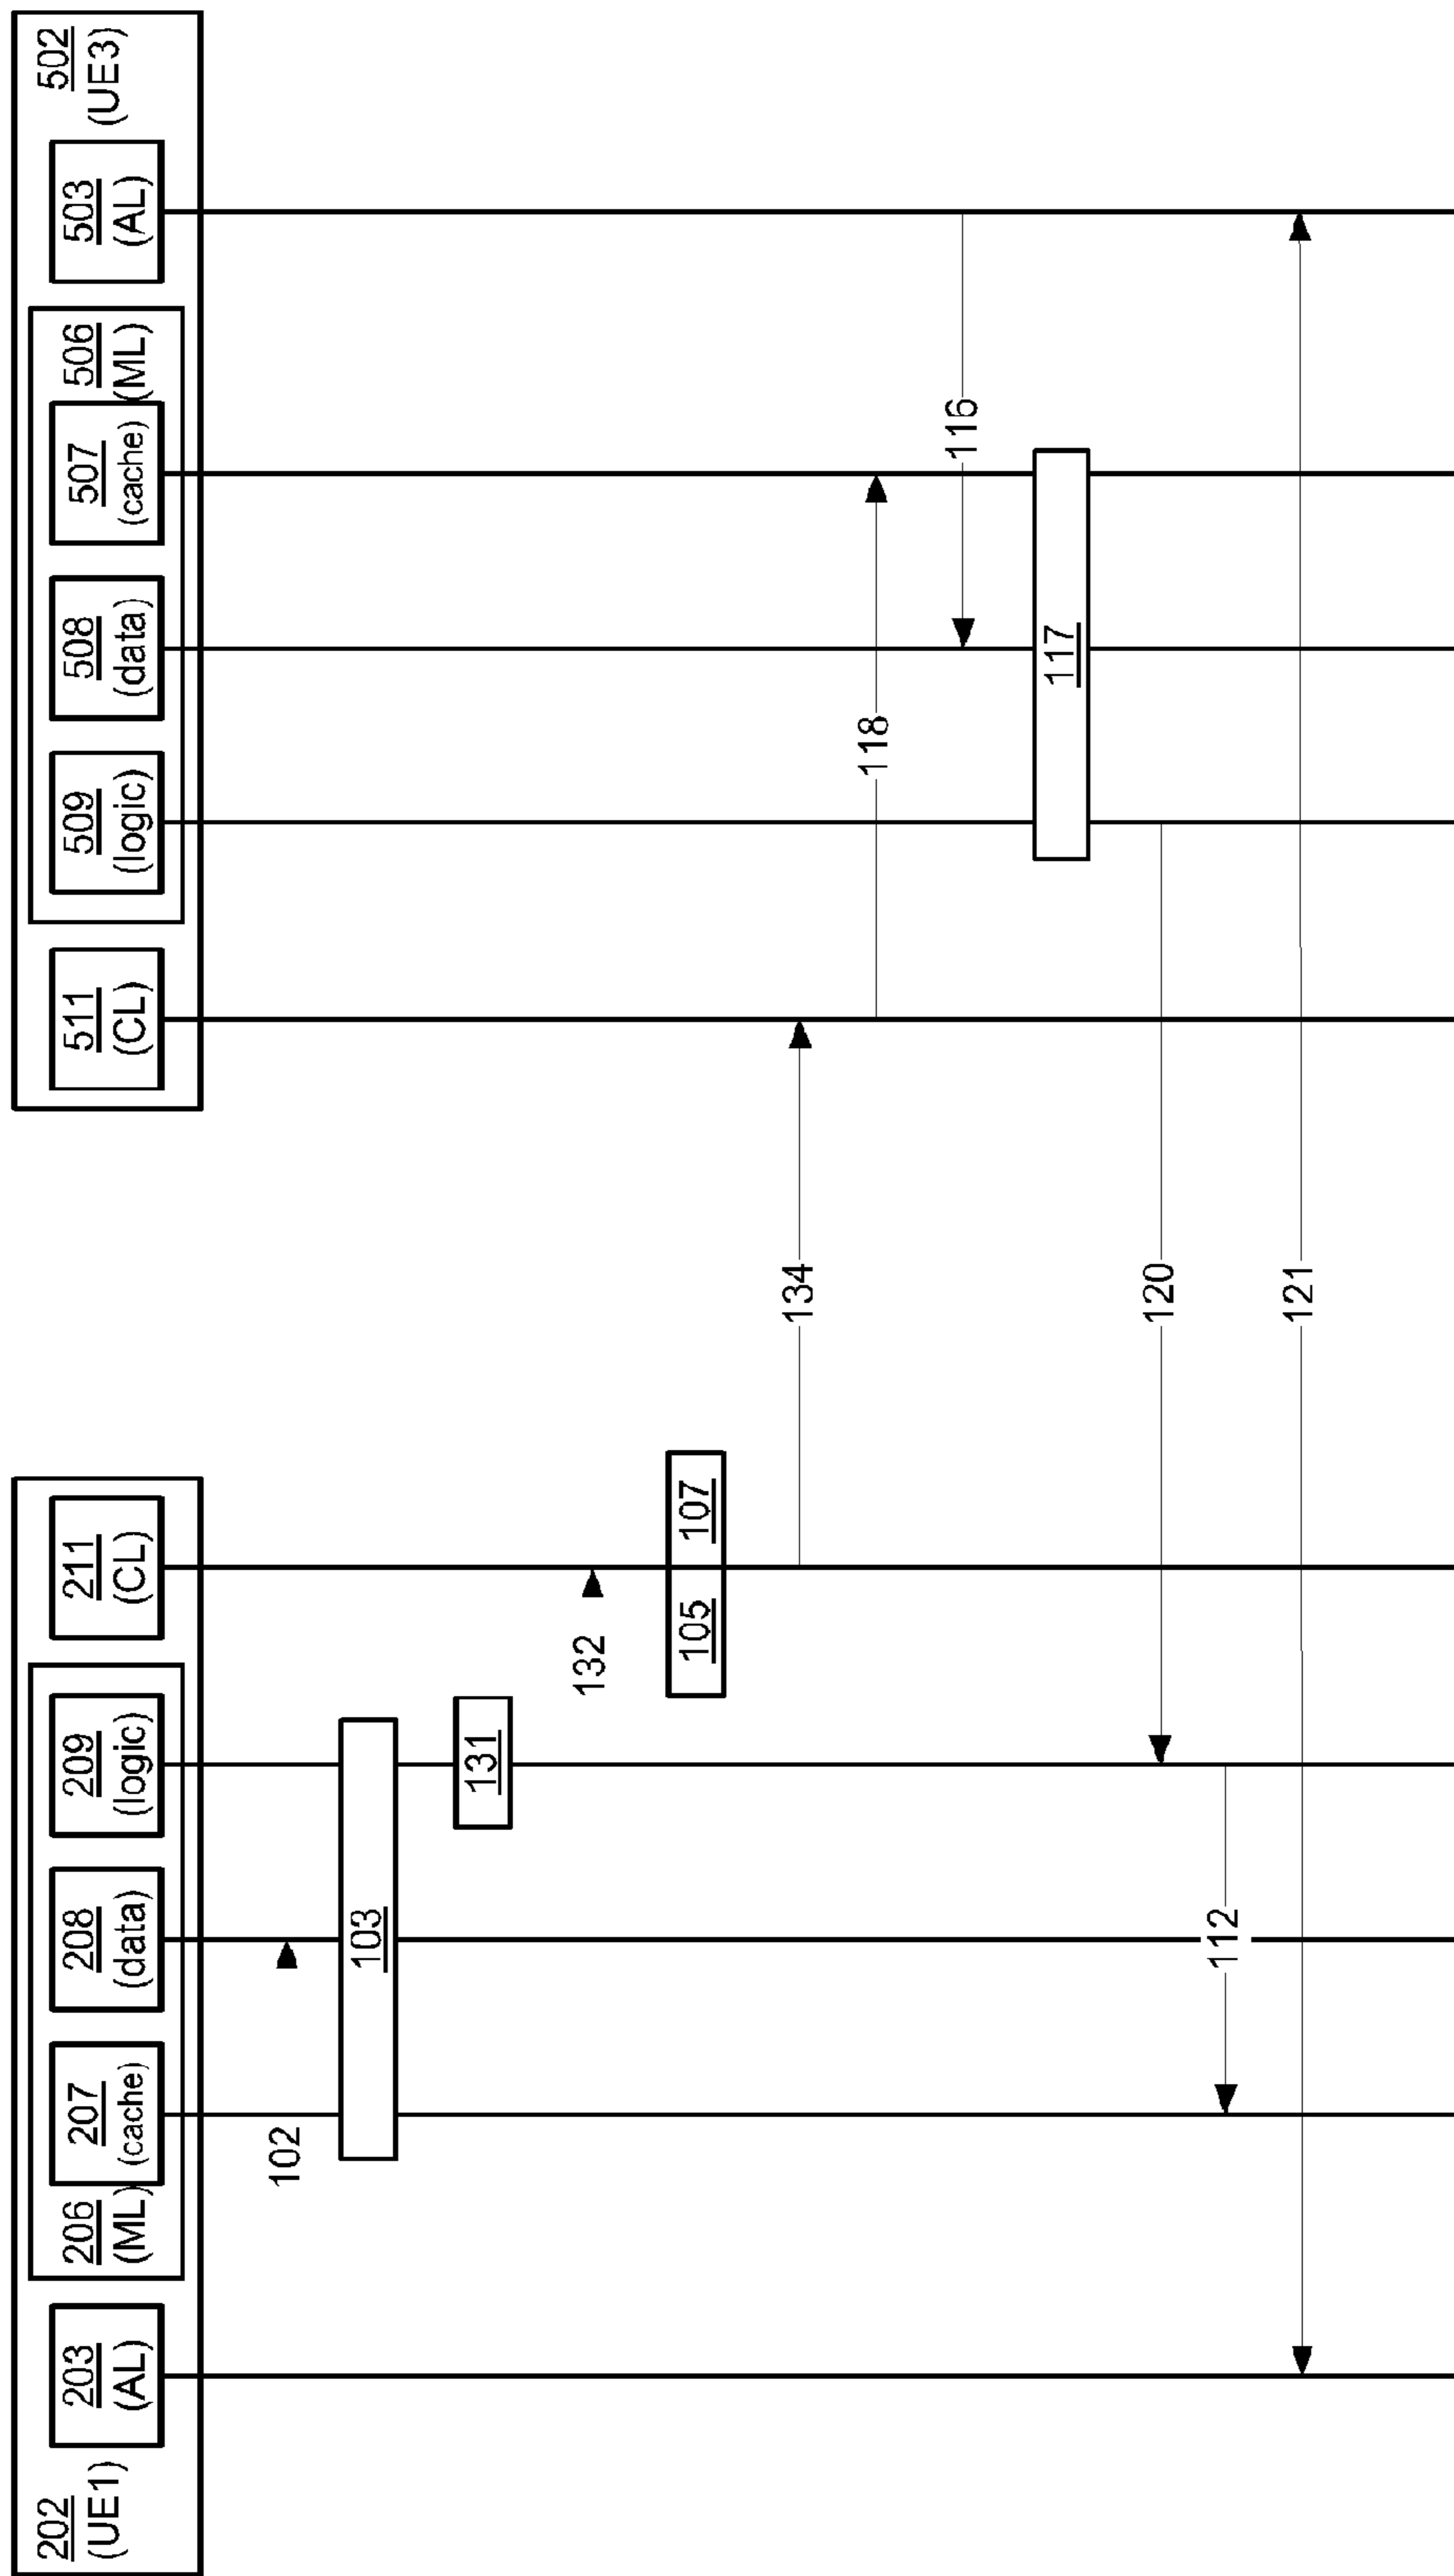 202
(UE1)
203
(AL)
206
(ML)
207
(cache)
208
(data)
209
(logic)
211
(CL)
511
(CL)
509
(logic)
508
(data)
507
(cache)
506
(ML)
503
(AL)
502
(UE3)
102
103
131
132
105
107
134
118
116
117
120
112
121